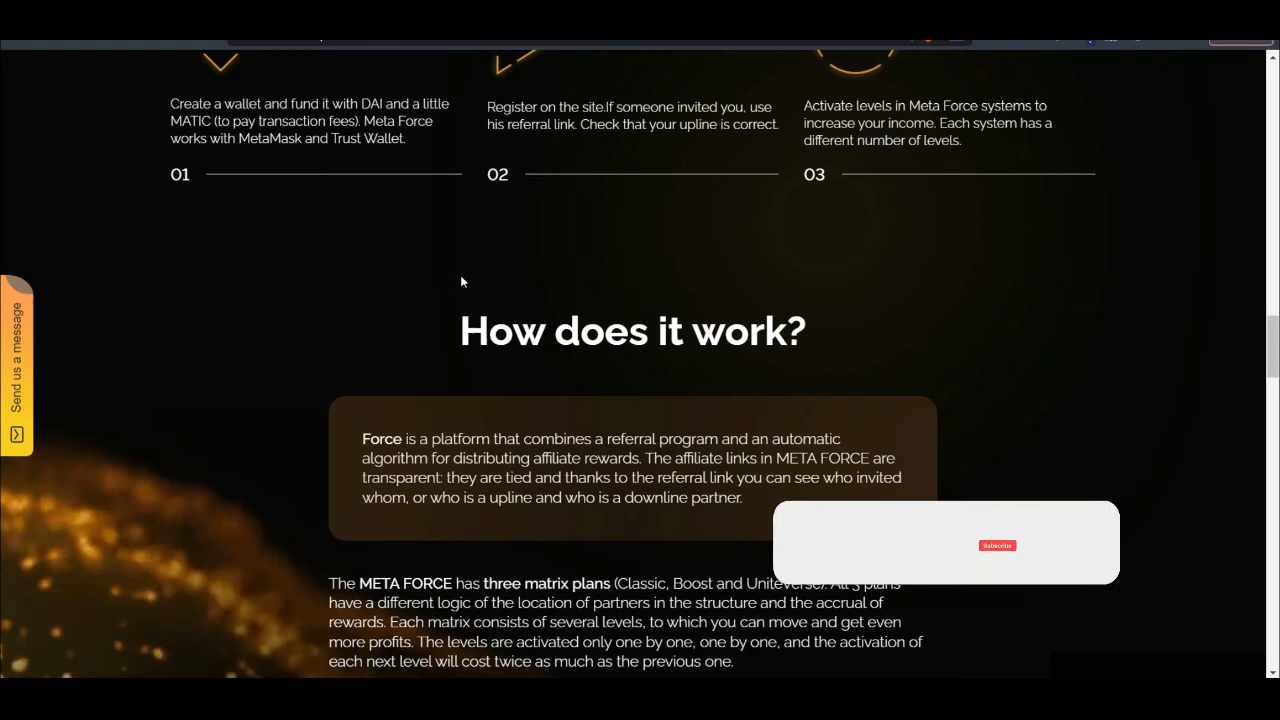 Create a wallet and fund it with DAI and a little
MATIC (to pay transaction fees). Meta Force
works with MetaMask and Trust Wallet.
01
Register on the site.If someone invited you, use
his referral link. Check that your upline is correct.
02
Activate levels in Meta Force systems to
increase your income. Each system has a
different number of levels.
03
Send us a message
How does it work?
Force is a platform that combines a referral program and an automatic
algorithm for distributing affiliate rewards. The affiliate links in META FORCE are
transparent: they are tied and thanks to the referral link you can see who invited
whom, or who is a upline and who is a downline partner.
Subscribe
The META FORCE has three matrix plans (Classic, Boost and Uniteverse). All 3 plans
have a different logic of the location of partners in the structure and the accrual of
rewards. Each matrix consists of several levels, to which you can move and get even
more profits. The levels are activated only one by one, one by one, and the activation of
each next level will cost twice as much as the previous one.